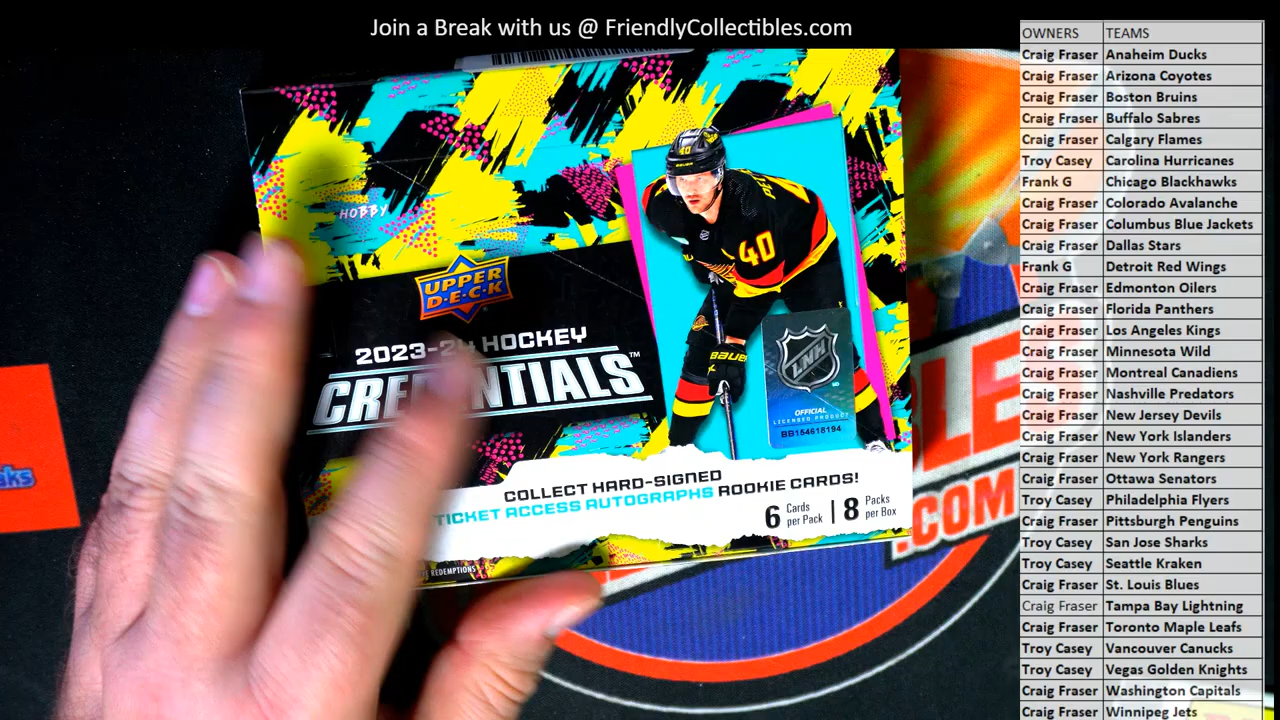 Join a Break with us @ FriendlyCollectibles.com
OWNERS TEAMS
Craig Fraser Anaheim Ducks
Craig Fraser Arizona Coyotes
Craig Fraser Boston Bruins
Craig Fraser Buffalo Sabres
Craig Fraser Calgary Flames
Troy Casey Carolina Hurricanes
Frank G Chicago Blackhawks
Craig Fraser Colorado Avalanche
Craig Fraser Columbus Blue Jackets
Craig Fraser Dallas Stars
Frank G Detroit Red Wings
Craig Fraser Edmonton Oilers
Craig Fraser Florida Panthers
Craig Fraser Los Angeles Kings
Craig Fraser Minnesota Wild
Craig Fraser Montreal Canadiens
Craig Fraser Nashville Predators
Craig Fraser New Jersey Devils
Craig Fraser New York Islanders
Craig Fraser New York Rangers
Craig Fraser Ottawa Senators
Troy Casey Philadelphia Flyers
Craig Fraser Pittsburgh Penguins
Troy Casey San Jose Sharks
Troy Casey Seattle Kraken
Craig Fraser St. Louis Blues
Craig Fraser Tampa Bay Lightning
Craig Fraser Toronto Maple Leafs
Troy Casey Vancouver Canucks
Troy Casey Vegas Golden Knights
Craig Fraser Washington Capitals
Craig Fraser Winnipeg Jets
HOBBY
UPPER
D·E·C·K
2023-24 HOCKEY
CREDENTIALS™
40
40
BAUER
LNH
OFFICIAL
LICENSED PRODUCT
BB154618194
COLLECT HARD-SIGNED
TICKET ACCESS AUTOGRAPHS ROOKIE CARDS!
6 Cards per Pack | 8 Packs per Box
REDEMPTIONS
.COM